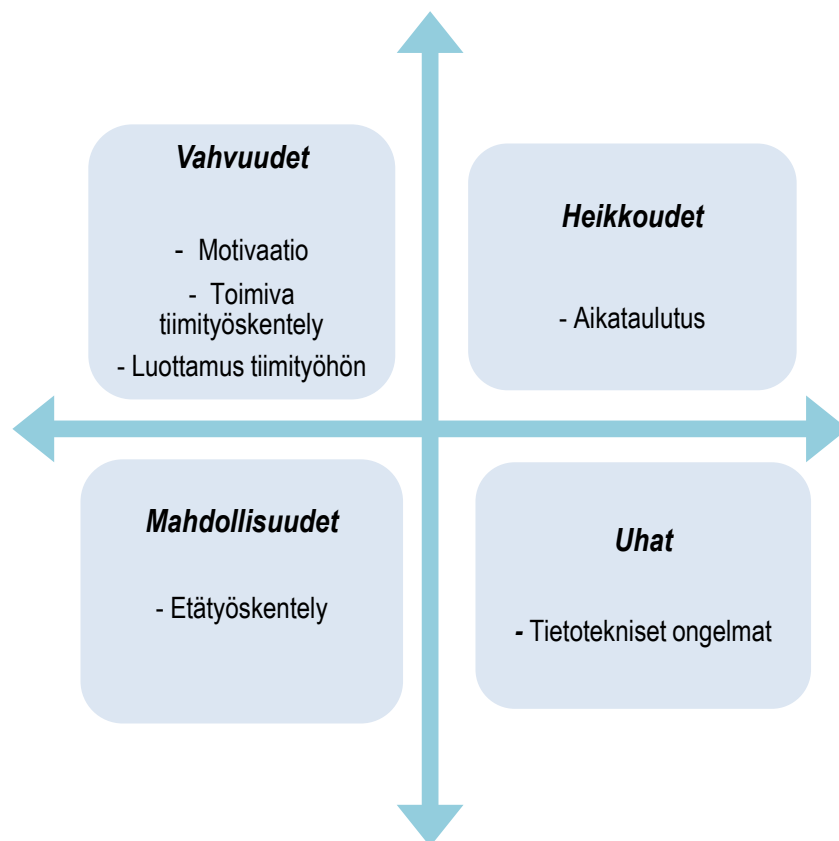 Vahvuudet
- Motivaatio
- Toimiva
tiimityöskentely
- Luottamus tiimityöhön
Heikkoudet
- Aikataulutus
Mahdollisuudet
- Etätyöskentely
Uhat
- Tietotekniset ongelmat